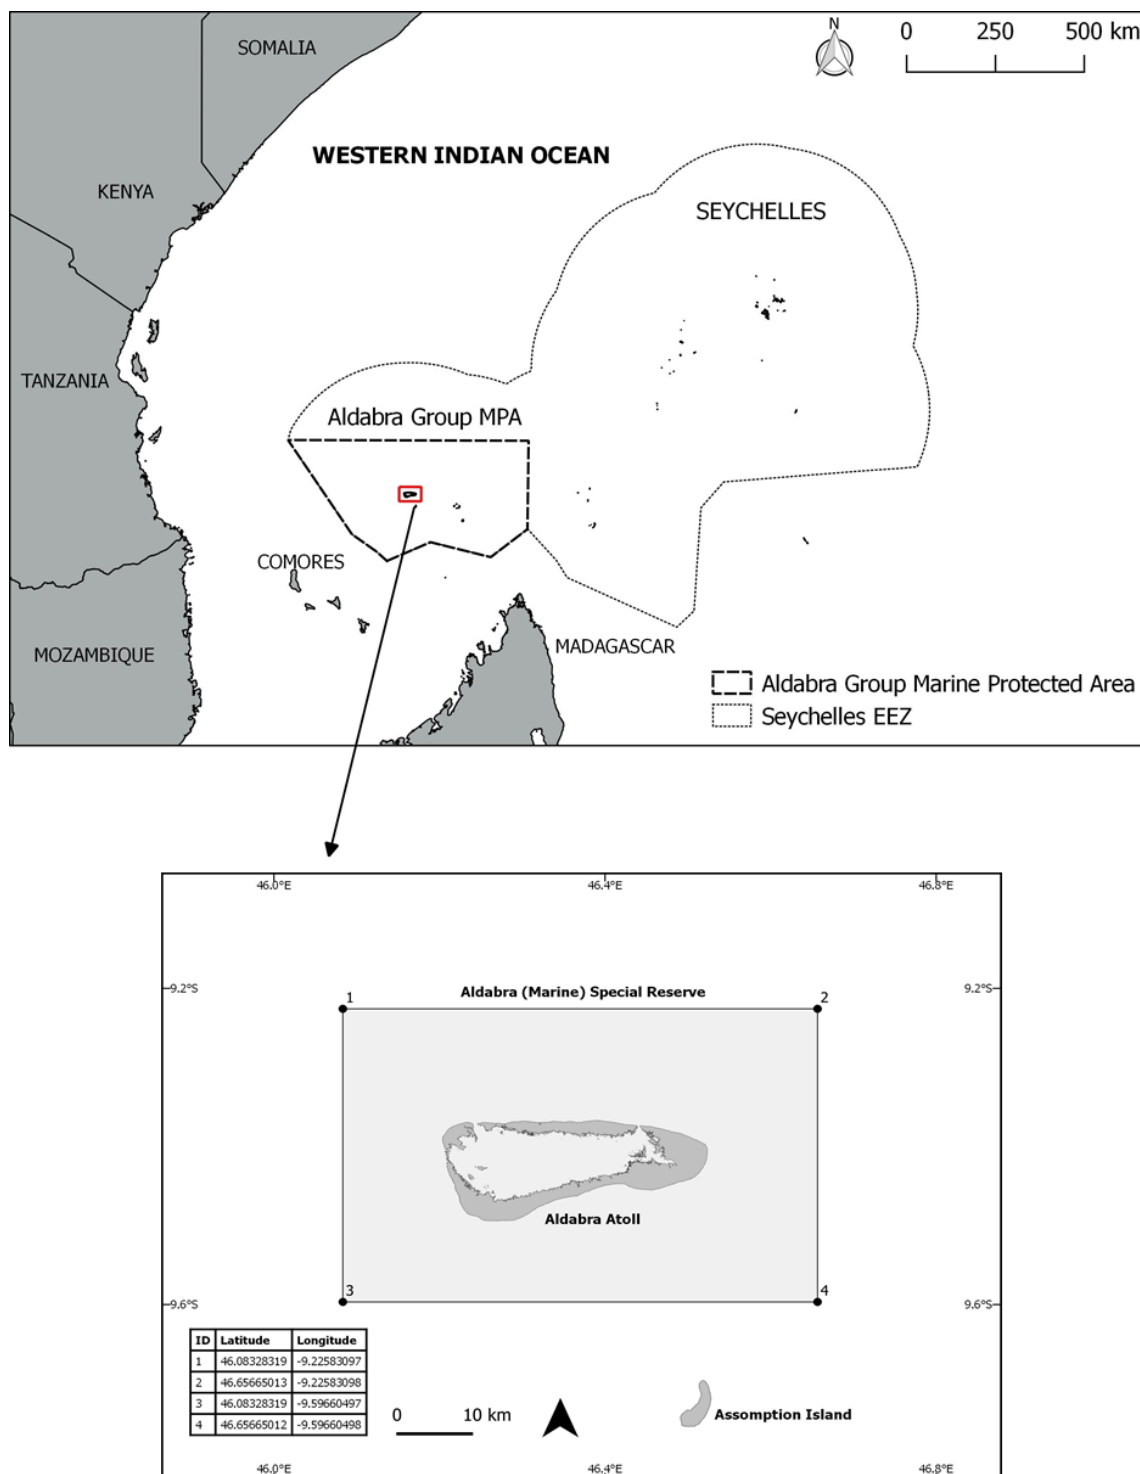 SOMALIA
N
0 250 500 km
WESTERN INDIAN OCEAN
KENYA
SEYCHELLES
TANZANIA
Aldabra Group MPA
COMORES
MOZAMBIQUE
MADAGASCAR
Aldabra Group Marine Protected Area
Seychelles EEZ
46.0°E 46.4°E 46.8°E
9.2°S 9.2°S
Aldabra (Marine) Special Reserve
1 2
Aldabra Atoll
3 4
9.6°S 9.6°S
ID Latitude Longitude
1 46.08328319 -9.22583097
2 46.65665013 -9.22583098
3 46.08328319 -9.59660497
4 46.65665012 -9.59660498
0 10 km
Assomption Island
46.0°E 46.4°E 46.8°E